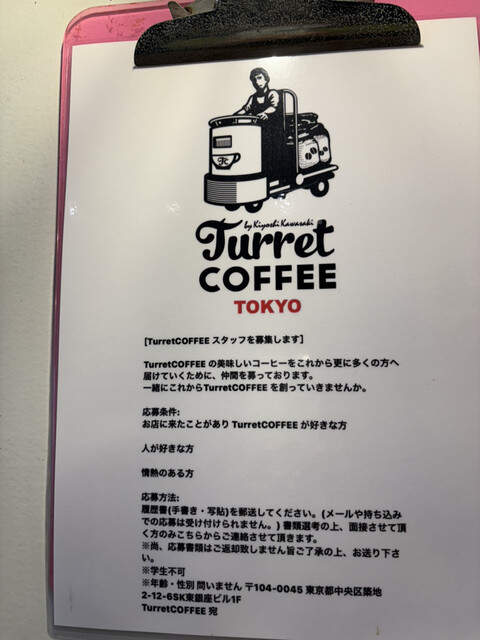 TC
by Kiyoshi Kawasaki
Turret
COFFEE
TOKYO
[TurretCOFFEE スタッフを募集します]
TurretCOFFEE の美味しいコーヒーをこれから更に多くの方へ
届けていくために、仲間を募っております。
一緒にこれからTurretCOFFEE を創っていきませんか。
応募条件:
お店に来たことがあり TurretCOFFEE が好きな方
人が好きな方
情熱のある方
応募方法:
履歴書(手書き・写貼)を郵送してください。(メールや持ち込み
での応募は受け付けられません。) 書類選考の上、面接させて頂
く方のみこちらからご連絡させて頂きます。
※尚、応募書類はご返却致しません旨ご了承の上、お送り下さ
い。
※学生不可
※年齢・性別 問いません 〒104-0045 東京都中央区築地
2-12-6SK東銀座ビル1F
TurretCOFFEE 宛